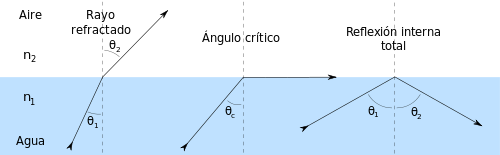 Aire
Rayo
refractado
θ2
Ángulo crítico
Reflexión interna
total
n2
n1
θ1
θc
θ1
θ2
Agua